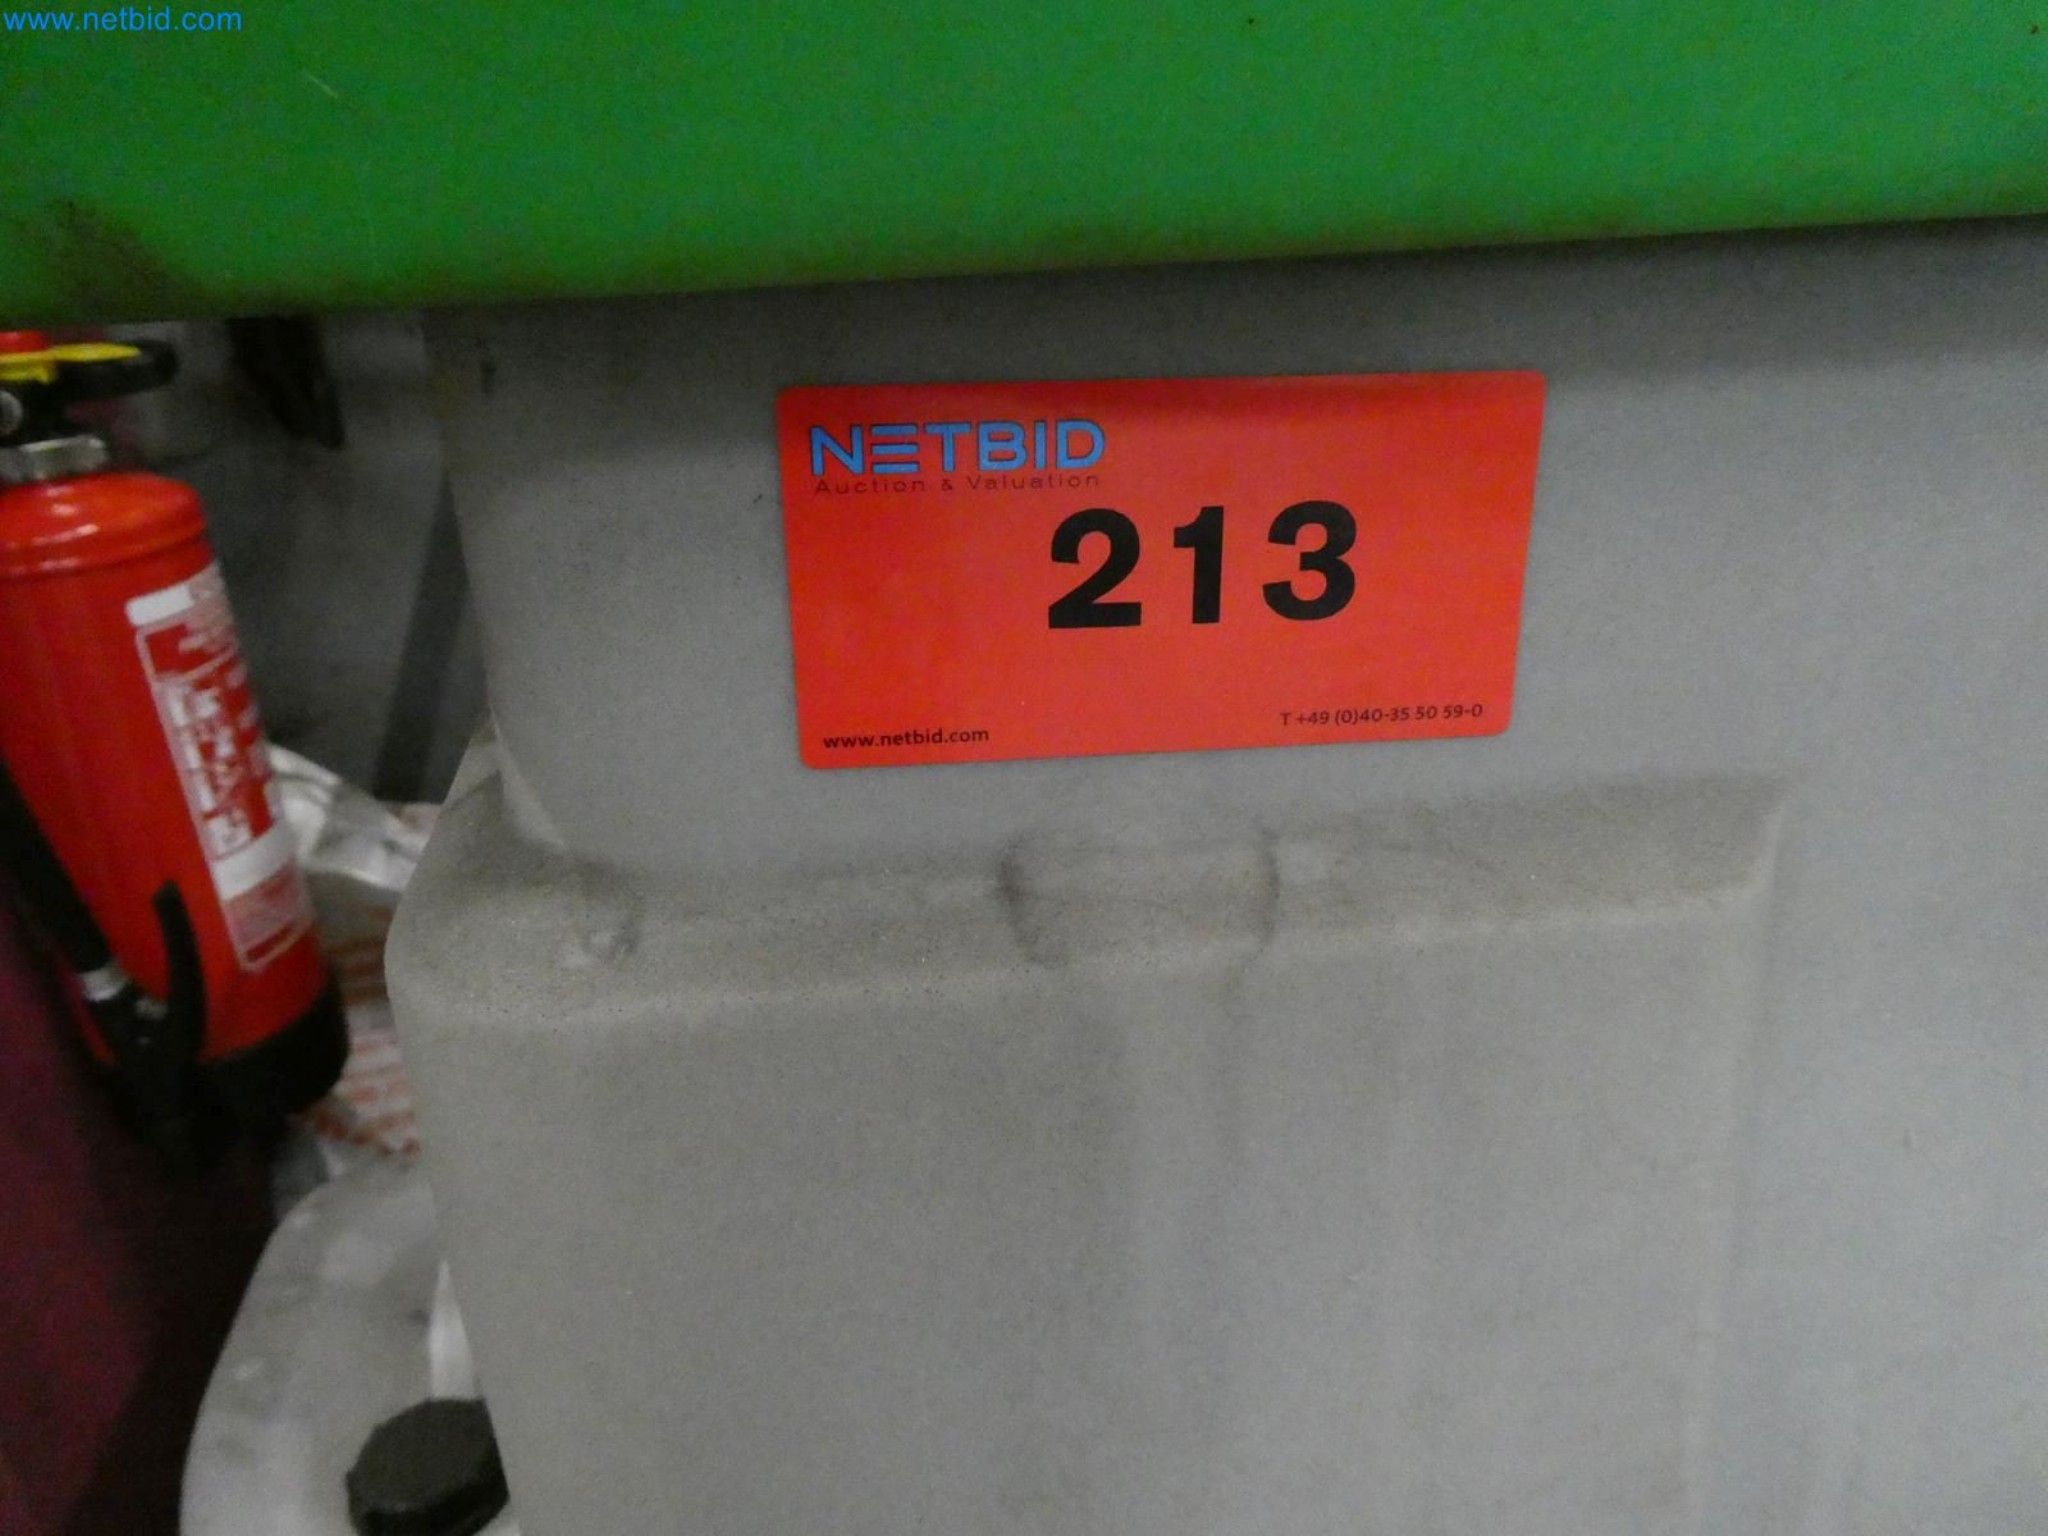 www.netbid.com
NETBID
Auction & Valuation
213
www.netbid.com
T +49 (0)40-35 50 59-0